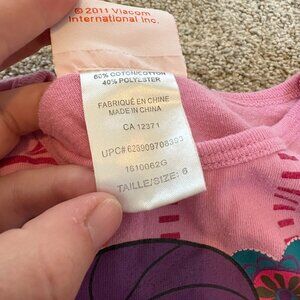 © 2011 Viacom
International Inc.
60% COTON/COTTON
40% POLYESTER
FABRIQUÉ EN CHINE
MADE IN CHINA
CA 12371
UPC# 628909708393
1610062G
TAILLE/SIZE: 6